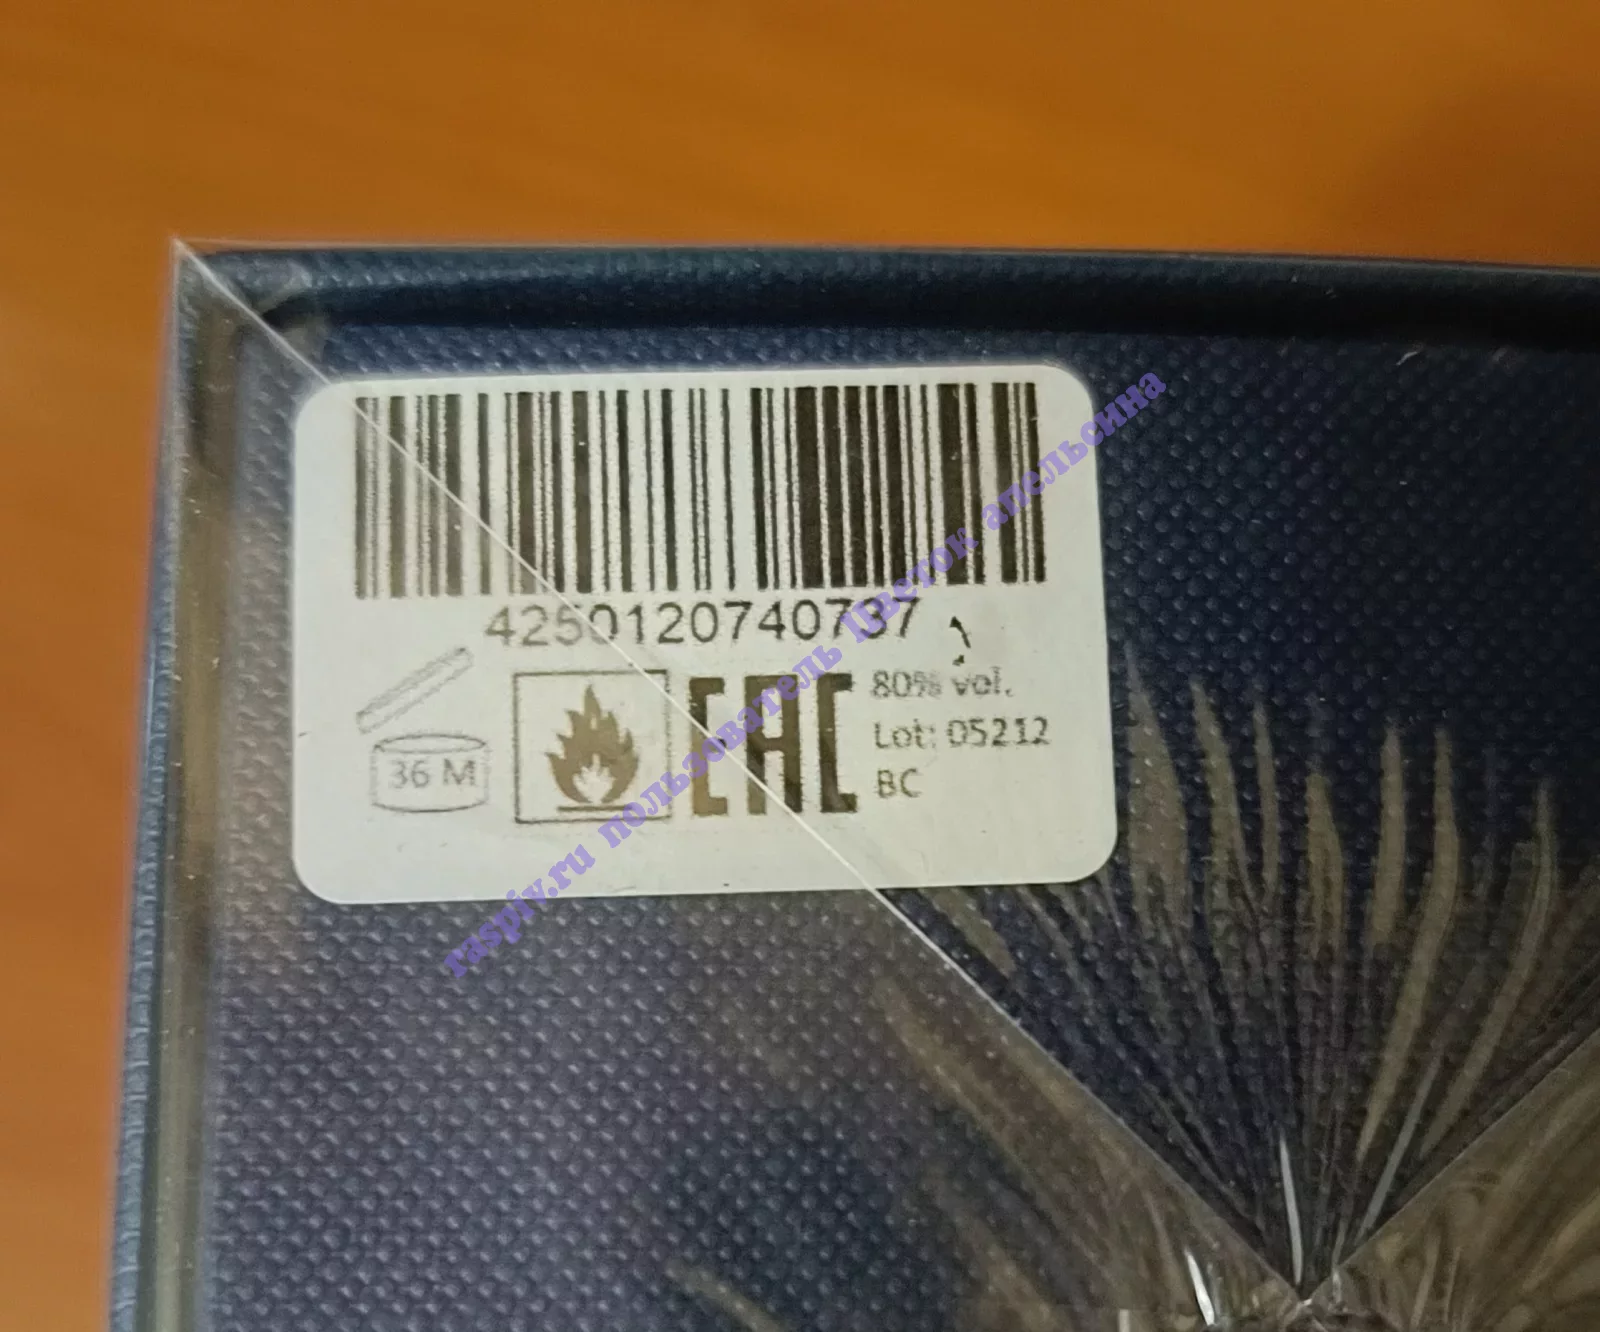 4250120740737
36 M
EAC
80% vol.
Lot: 05212
BC
raspiv.ru пользователь Цветок апельсина